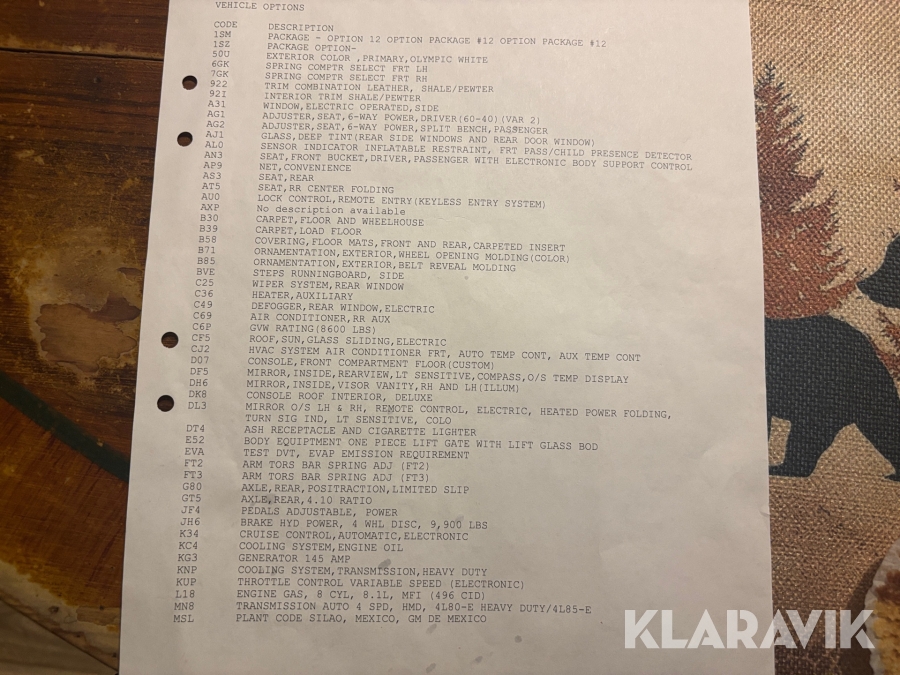 VEHICLE OPTIONS
CODE DESCRIPTION
1SM PACKAGE - OPTION 12 OPTION PACKAGE #12 OPTION PACKAGE #12
1SZ PACKAGE OPTION-
50U EXTERIOR COLOR ,PRIMARY,OLYMPIC WHITE
6GK SPRING COMPTR SELECT FRT LH
7GK SPRING COMPTR SELECT FRT RH
922 TRIM COMBINATION LEATHER, SHALE/PEWTER
92I INTERIOR TRIM SHALE/PEWTER
A31 WINDOW,ELECTRIC OPERATED,SIDE
AG1 ADJUSTER,SEAT,6-WAY POWER,DRIVER(60-40)(VAR 2)
AG2 ADJUSTER,SEAT,6-WAY POWER,SPLIT BENCH,PASSENGER
AJ1 GLASS,DEEP TINT(REAR SIDE WINDOWS AND REAR DOOR WINDOW)
AL0 SENSOR INDICATOR INFLATABLE RESTRAINT, FRT PASS/CHILD PRESENCE DETECTOR
AN3 SEAT,FRONT BUCKET,DRIVER,PASSENGER WITH ELECTRONIC BODY SUPPORT CONTROL
AP9 NET,CONVENIENCE
AS3 SEAT,REAR
AT5 SEAT,RR CENTER FOLDING
AU0 LOCK CONTROL,REMOTE ENTRY(KEYLESS ENTRY SYSTEM)
AXP No description available
B30 CARPET,FLOOR AND WHEELHOUSE
B39 CARPET,LOAD FLOOR
B58 COVERING,FLOOR MATS,FRONT AND REAR,CARPETED INSERT
B71 ORNAMENTATION,EXTERIOR,WHEEL OPENING MOLDING(COLOR)
B85 ORNAMENTATION,EXTERIOR,BELT REVEAL MOLDING
BVE STEPS RUNNINGBOARD, SIDE
C25 WIPER SYSTEM,REAR WINDOW
C36 HEATER,AUXILIARY
C49 DEFOGGER,REAR WINDOW,ELECTRIC
C69 AIR CONDITIONER,RR AUX
C6P GVW RATING(8600 LBS)
CF5 ROOF,SUN,GLASS SLIDING,ELECTRIC
CJ2 HVAC SYSTEM AIR CONDITIONER FRT, AUTO TEMP CONT, AUX TEMP CONT
D07 CONSOLE,FRONT COMPARTMENT FLOOR(CUSTOM)
DF5 MIRROR,INSIDE,REARVIEW,LT SENSITIVE,COMPASS,O/S TEMP DISPLAY
DH6 MIRROR,INSIDE,VISOR VANITY,RH AND LH(ILLUM)
DK8 CONSOLE ROOF INTERIOR, DELUXE
DL3 MIRROR O/S LH & RH, REMOTE CONTROL, ELECTRIC, HEATED POWER FOLDING,
TURN SIG IND, LT SENSITIVE, COLO
DT4 ASH RECEPTACLE AND CIGARETTE LIGHTER
E52 BODY EQUIPTMENT ONE PIECE LIFT GATE WITH LIFT GLASS BOD
EVA TEST DVT, EVAP EMISSION REQUIREMENT
FT2 ARM TORS BAR SPRING ADJ (FT2)
FT3 ARM TORS BAR SPRING ADJ (FT3)
G80 AXLE,REAR,POSITRACTION,LIMITED SLIP
GT5 AXLE,REAR,4.10 RATIO
JF4 PEDALS ADJUSTABLE, POWER
JH6 BRAKE HYD POWER, 4 WHL DISC, 9,900 LBS
K34 CRUISE CONTROL,AUTOMATIC,ELECTRONIC
KC4 COOLING SYSTEM,ENGINE OIL
KG3 GENERATOR 145 AMP
KNP COOLING SYSTEM,TRANSMISSION,HEAVY DUTY
KUP THROTTLE CONTROL VARIABLE SPEED (ELECTRONIC)
L18 ENGINE GAS, 8 CYL, 8.1L, MFI (496 CID)
MN8 TRANSMISSION AUTO 4 SPD, HMD, 4L80-E HEAVY DUTY/4L85-E
MSL PLANT CODE SILAO, MEXICO, GM DE MEXICO
KLARAVIK